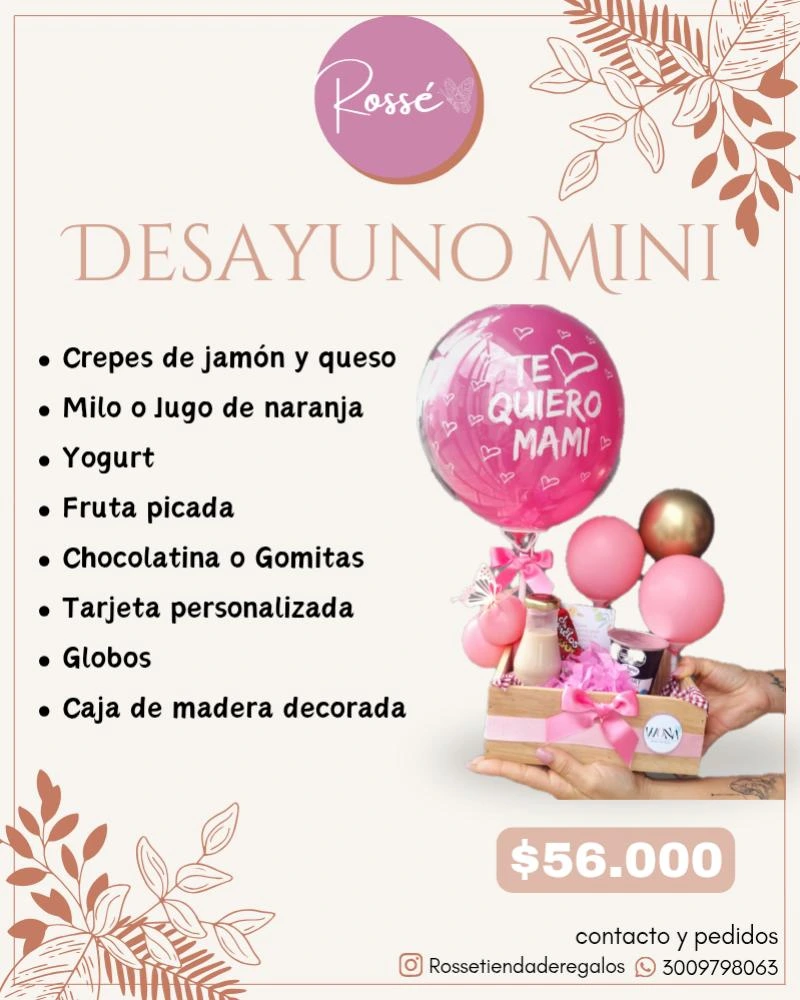 Rossé
DESAYUNO MINI
• Crepes de jamón y queso
• Milo o Jugo de naranja
• Yogurt
• Fruta picada
• Chocolatina o Gomitas
• Tarjeta personalizada
• Globos
• Caja de madera decorada
TE
QUIERO
MAMI
$56.000
contacto y pedidos
Rossetiendaderegalos 3009798063